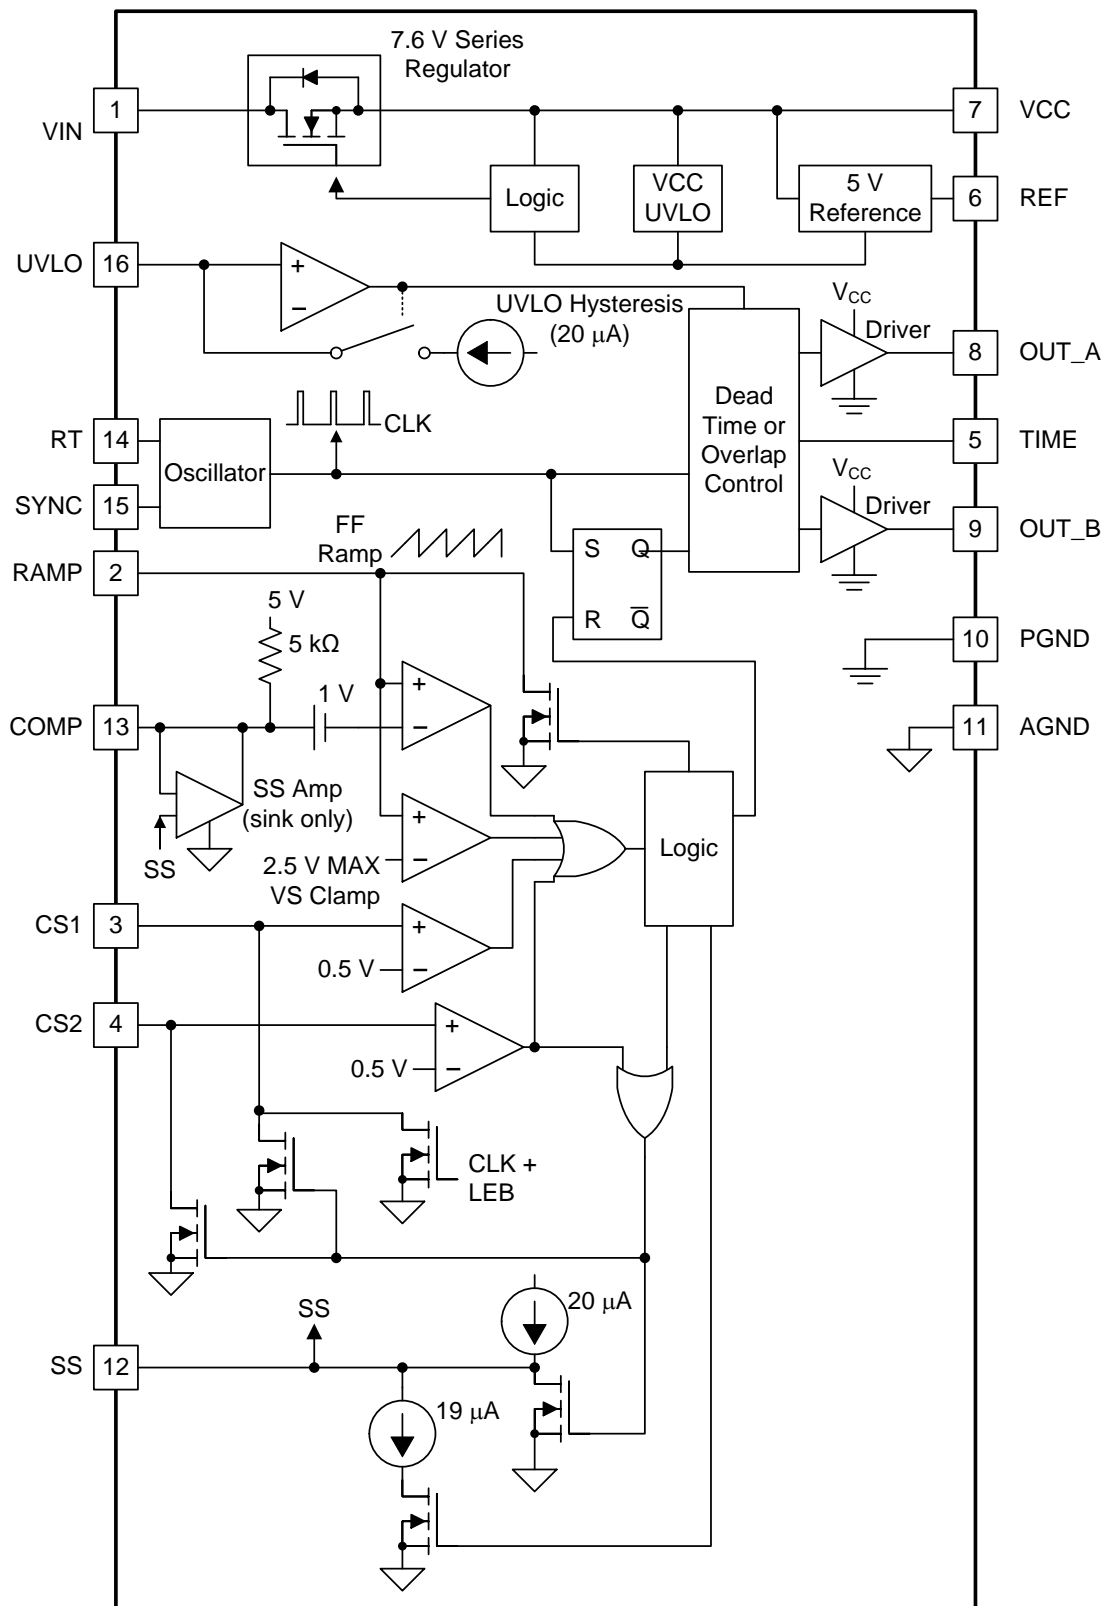 7.6 V Series
Regulator
1
VIN
7
VCC
Logic
VCC
UVLO
5 V
Reference
6
REF
UVLO
16
+
−
UVLO Hysteresis
(20 μA)
VCC
Driver
8
OUT_A
Dead
Time or
Overlap
Control
CLK
RT
14
Oscillator
5
TIME
SYNC
15
VCC
Driver
9
OUT_B
FF
Ramp
S
Q
RAMP
2
R
Q̅
5 V
5 kΩ
10
PGND
1 V
+
−
COMP
13
11
AGND
SS Amp
(sink only)
SS
+
−
2.5 V MAX
VS Clamp
Logic
CS1
3
+
−
0.5 V
CS2
4
+
−
0.5 V
CLK +
LEB
20 μA
SS
SS
12
19 μA